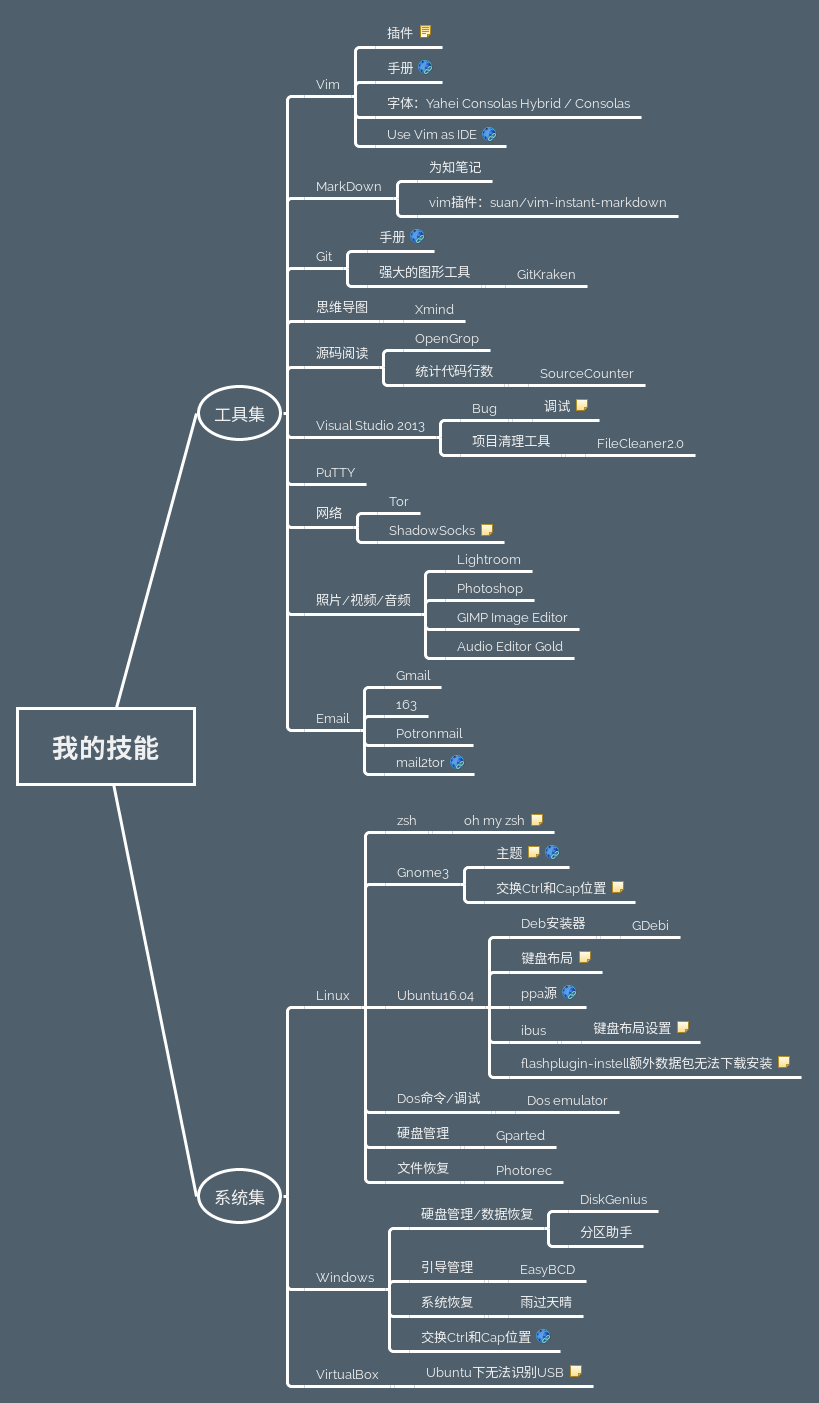 插件
手册
Vim
字体：Yahei Consolas Hybrid / Consolas
Use Vim as IDE
为知笔记
MarkDown
vim插件：suan/vim-instant-markdown
手册
Git
强大的图形工具 GitKraken
思维导图 Xmind
OpenGrop
源码阅读
统计代码行数 SourceCounter
工具集
Bug 调试
Visual Studio 2013
项目清理工具 FileCleaner2.0
PuTTY
Tor
网络
ShadowSocks
Lightroom
Photoshop
照片/视频/音频
GIMP Image Editor
Audio Editor Gold
Gmail
163
Email
Potronmail
mail2tor
我的技能
zsh oh my zsh
主题
Gnome3
交换Ctrl和Cap位置
Deb安装器 GDebi
键盘布局
Linux
Ubuntu16.04
ppa源
ibus 键盘布局设置
flashplugin-instell额外数据包无法下载安装
Dos命令/调试 Dos emulator
硬盘管理 Gparted
文件恢复 Photorec
系统集
DiskGenius
硬盘管理/数据恢复
分区助手
Windows
引导管理 EasyBCD
系统恢复 雨过天晴
交换Ctrl和Cap位置
VirtualBox Ubuntu下无法识别USB